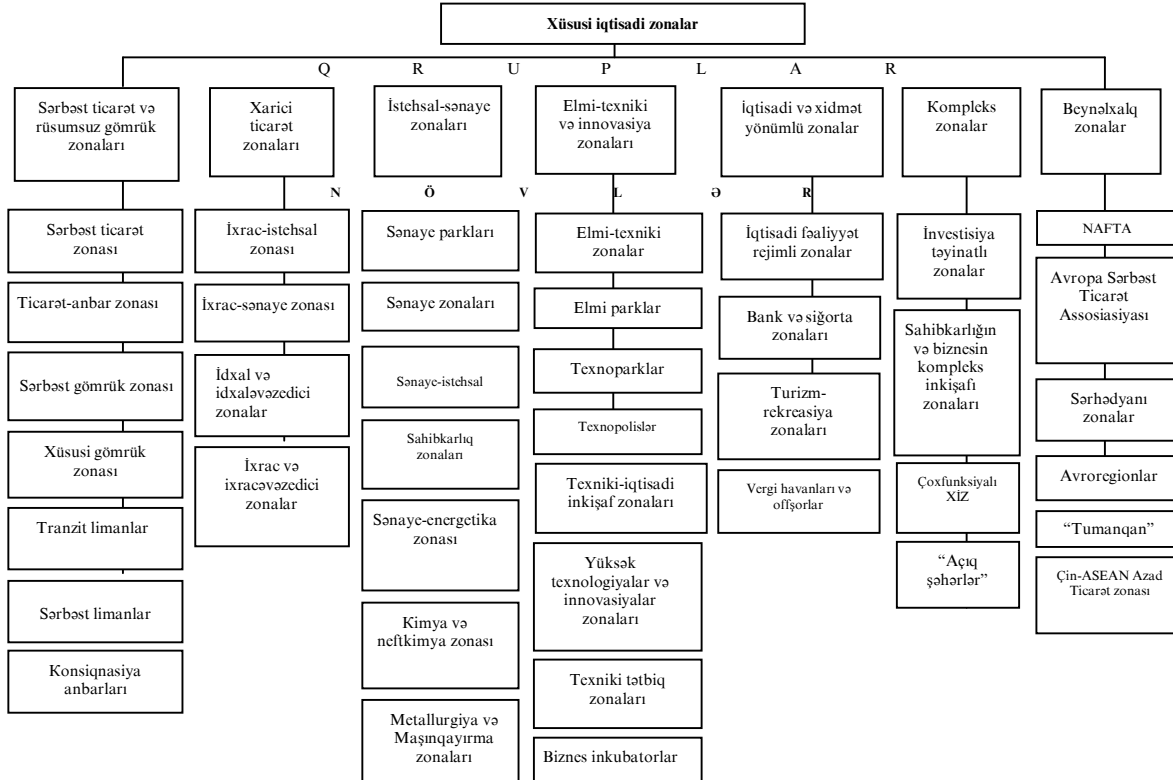 Xüsusi iqtisadi zonalar
Q R U P L A R
Sərbəst ticarət və
rüsumsuz gömrük
zonaları
Xarici
ticarət
zonaları
İstehsal-sənaye
zonaları
Elmi-texniki
və innovasiya
zonaları
İqtisadi və xidmət
yönümlü zonalar
Kompleks
zonalar
Beynəlxalq
zonalar
N Ö V L Ə R
Sərbəst ticarət
zonası
Ticarət-anbar zonası
Sərbəst gömrük zonası
Xüsusi gömrük
zonası
Tranzit limanlar
Sərbəst limanlar
Konsiqnasiya
anbarları
İxrac-istehsal
zonası
İxrac-sənaye zonası
İdxal və
idxaləvəzedici
zonalar
İxrac və
ixracəvəzedici
zonalar
Sənaye parkları
Sənaye zonaları
Sənaye-istehsal
Sahibkarlıq
zonaları
Sənaye-energetika
zonası
Kimya və
neftkimya zonası
Metallurgiya və
Maşınqayırma
zonaları
Elmi-texniki
zonalar
Elmi parklar
Texnoparklar
Texnopolislər
Texniki-iqtisadi
inkişaf zonaları
Yüksək
texnologiyalar və
innovasiyalar
zonaları
Texniki tətbiq
zonaları
Biznes inkubatorlar
İqtisadi fəaliyyət
rejimli zonalar
Bank və siğorta
zonaları
Turizm-
rekreasiya
zonaları
Vergi havanları və
offşorlar
İnvestisiya
təyinatlı
zonalar
Sahibkarlığın
və biznesin
kompleks
inkişafı
zonaları
Çoxfunksiyalı
XİZ
“Açıq
şəhərlər”
NAFTA
Avropa Sərbəst
Ticarət
Assosiasiyası
Sərhədyanı
zonalar
Avroregionlar
“Tumanqan”
Çin-ASEAN Azad
Ticarət zonası